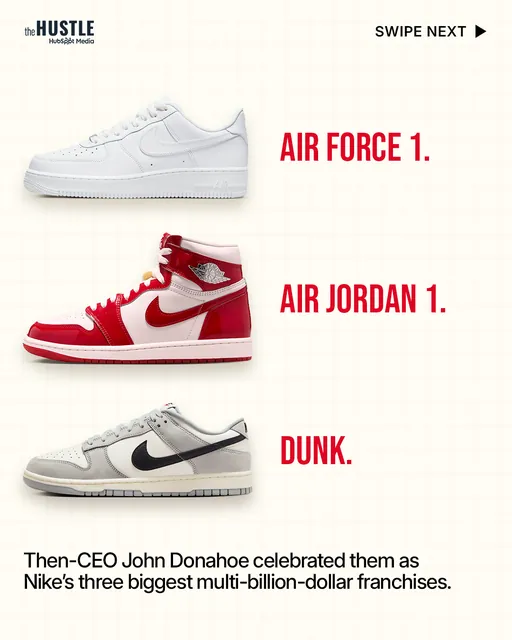 the HUSTLE
HubSpot Media
SWIPE NEXT ▶
AIR FORCE 1.
AIR JORDAN 1.
DUNK.
Then-CEO John Donahoe celebrated them as
Nike's three biggest multi-billion-dollar franchises.